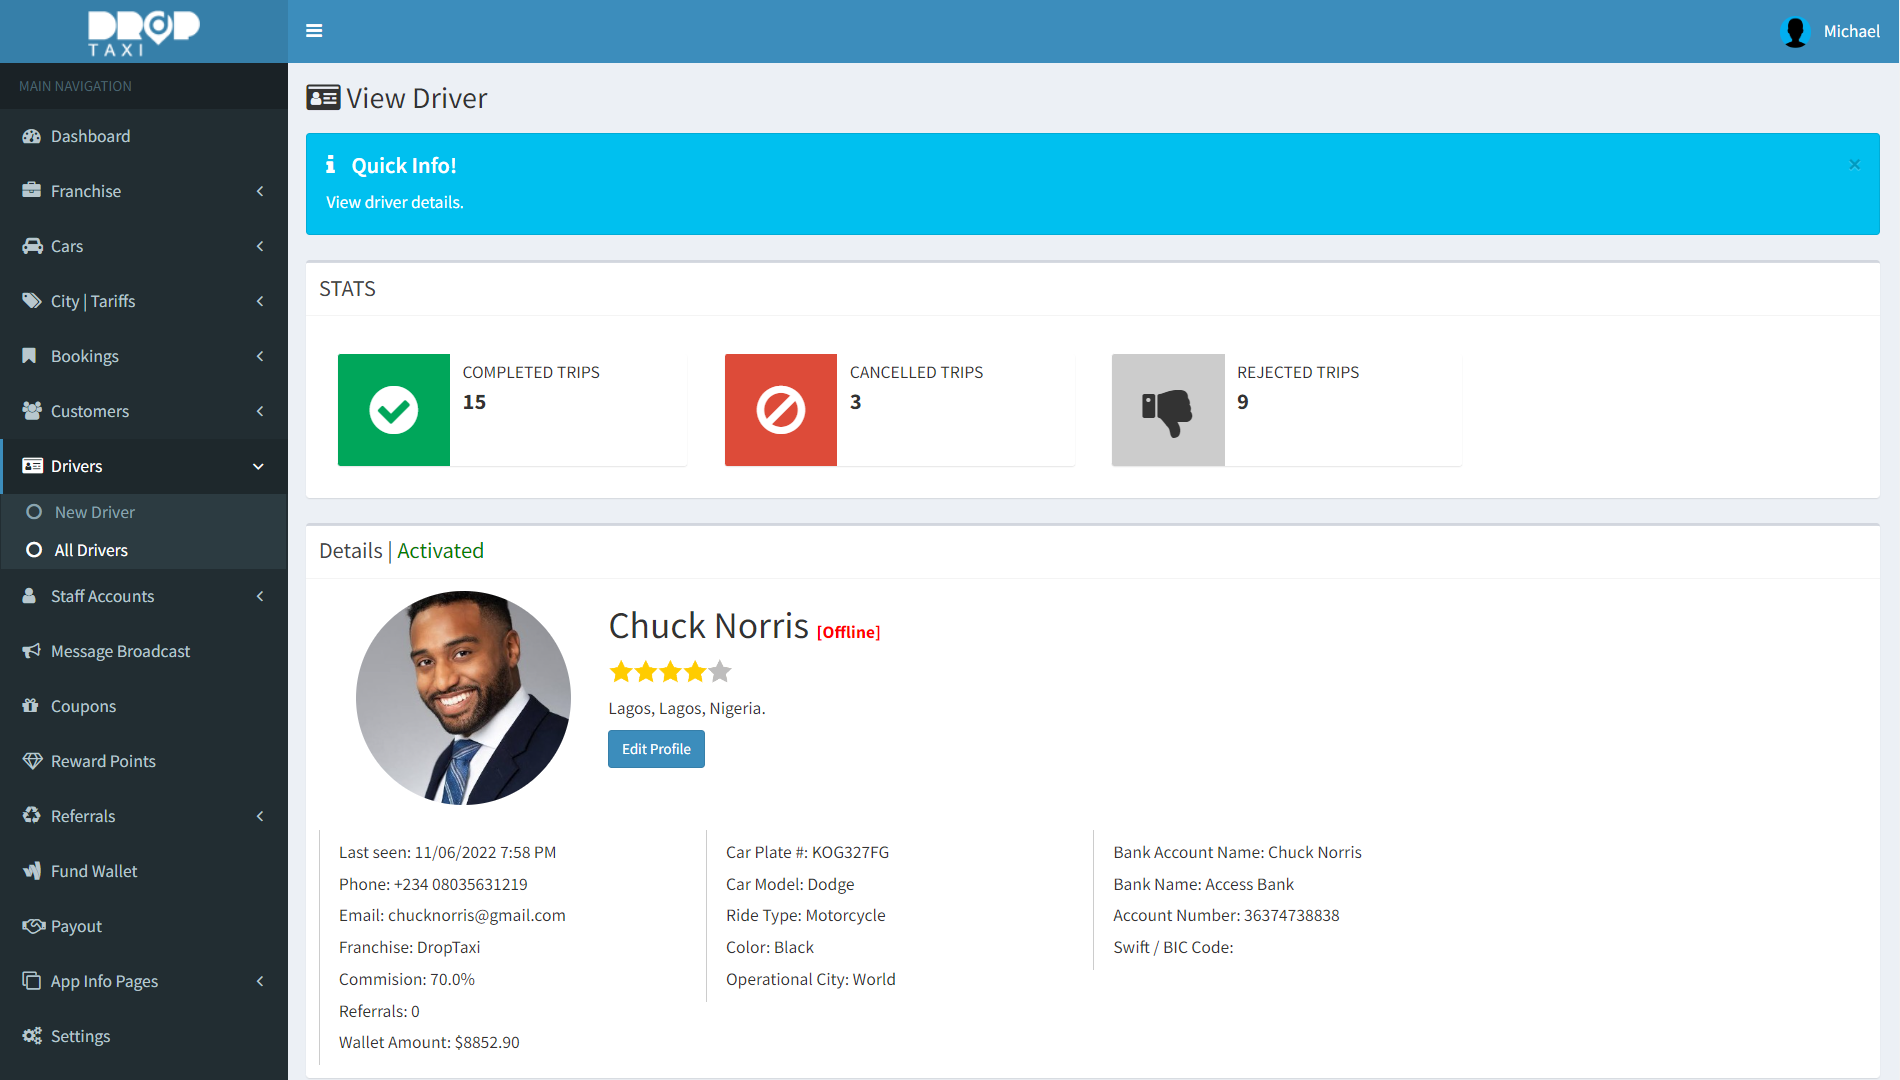 DROP
TAXI
Michael
MAIN NAVIGATION
Dashboard
Franchise
Cars
City | Tariffs
Bookings
Customers
Drivers
New Driver
All Drivers
Staff Accounts
Message Broadcast
Coupons
Reward Points
Referrals
Fund Wallet
Payout
App Info Pages
Settings
View Driver
Quick Info!
×
View driver details.
STATS
COMPLETED TRIPS
15
CANCELLED TRIPS
3
REJECTED TRIPS
9
Details | Activated
Chuck Norris [Offline]
Lagos, Lagos, Nigeria.
Edit Profile
Last seen: 11/06/2022 7:58 PM
Phone: +234 08035631219
Email: chucknorris@gmail.com
Franchise: DropTaxi
Commision: 70.0%
Referrals: 0
Wallet Amount: $8852.90
Car Plate #: KOG327FG
Car Model: Dodge
Ride Type: Motorcycle
Color: Black
Operational City: World
Bank Account Name: Chuck Norris
Bank Name: Access Bank
Account Number: 36374738838
Swift / BIC Code: